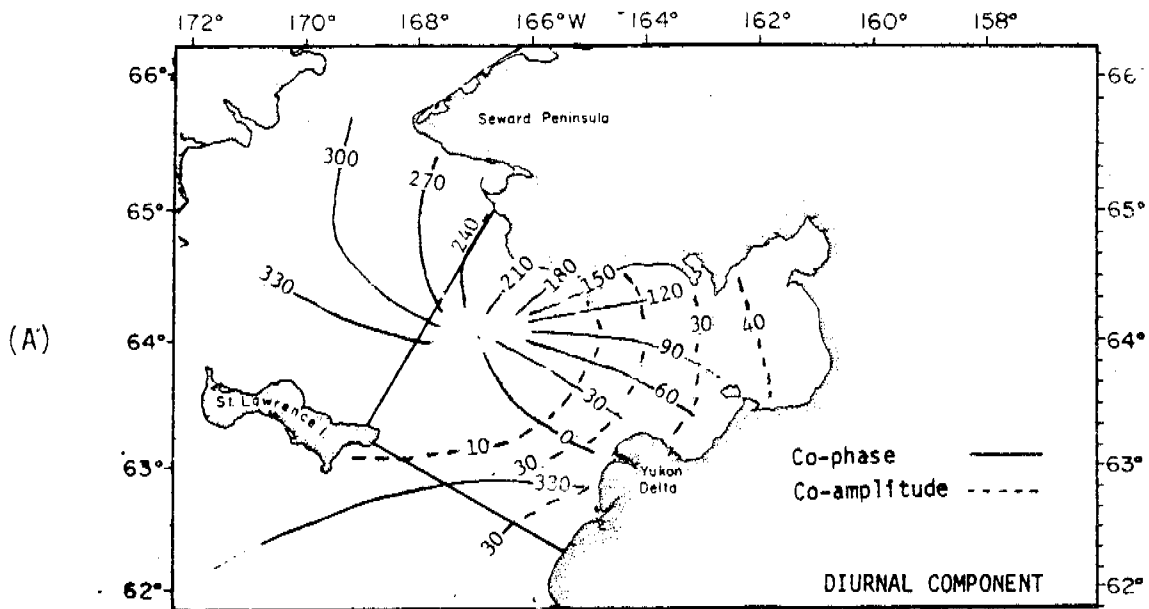 172° 170° 168° 166°W 164° 162° 160° 158°
66° 66°
Seward Peninsula
300
270
65° 65°
240
210 180 150
330
120
30 40
(A)
64° 64°
90
60
30
St. Lawrence I.
0
10
63° 63°
30
330
Yukon
Delta
Co-phase
Co-amplitude
30
62° 62°
DIURNAL COMPONENT